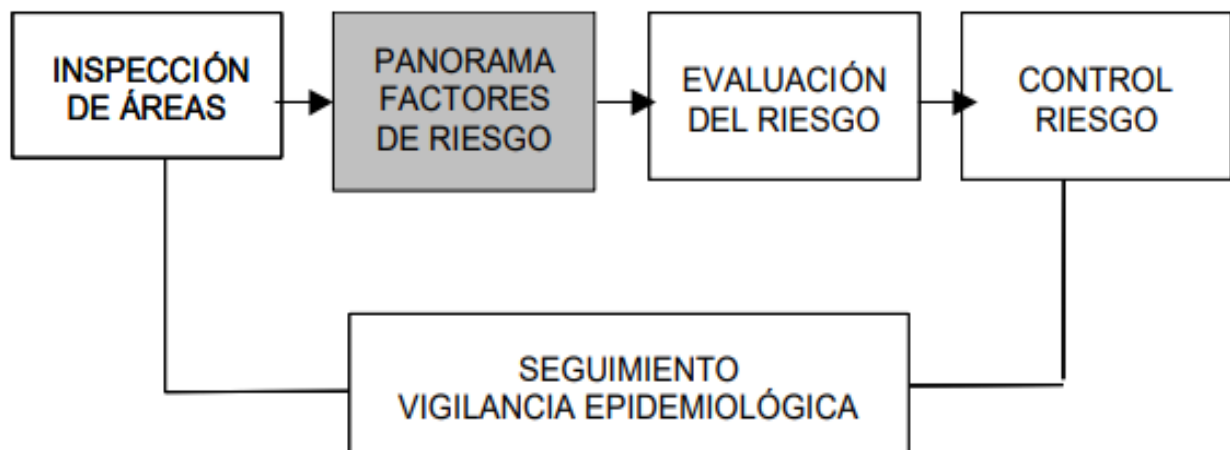 INSPECCIÓN
DE ÁREAS
PANORAMA
FACTORES
DE RIESGO
EVALUACIÓN
DEL RIESGO
CONTROL
RIESGO
SEGUIMIENTO
VIGILANCIA EPIDEMIOLÓGICA